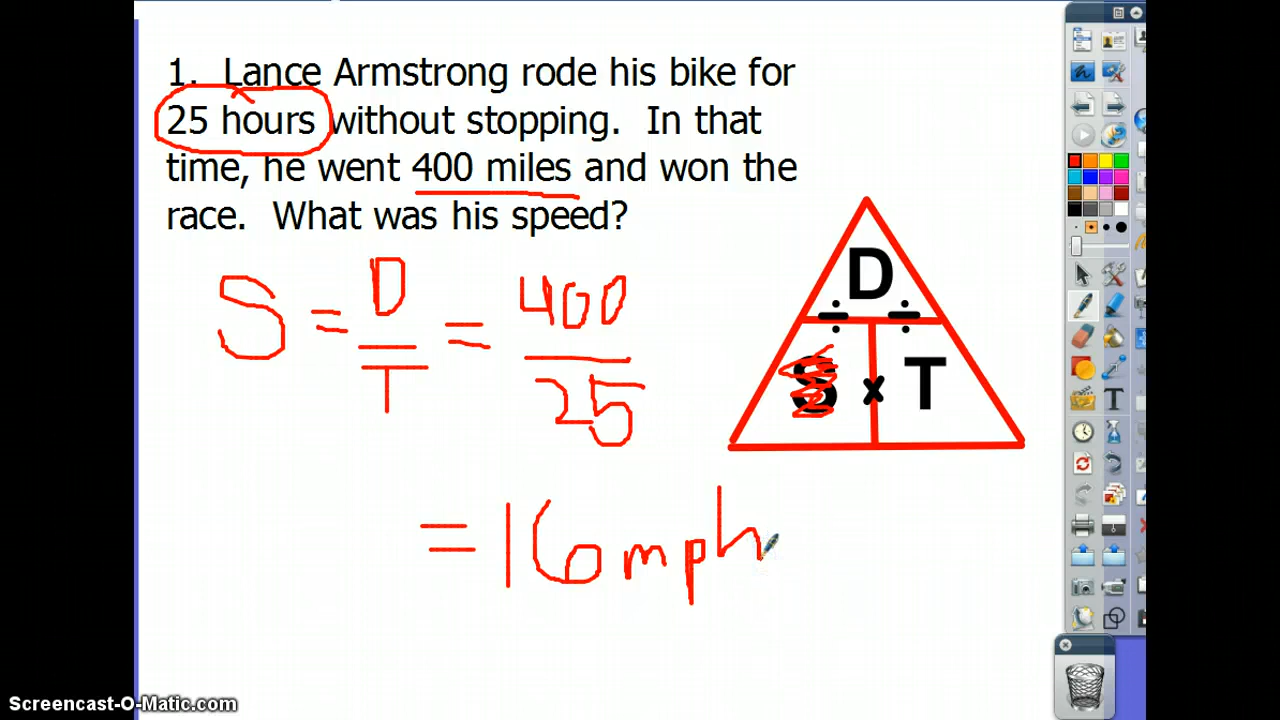 1. Lance Armstrong rode his bike for
25 hours without stopping. In that
time, he went 400 miles and won the
race. What was his speed?
S = D/T = 400/25
= 16 mph
D
÷ ÷
S x T
Screencast-O-Matic.com